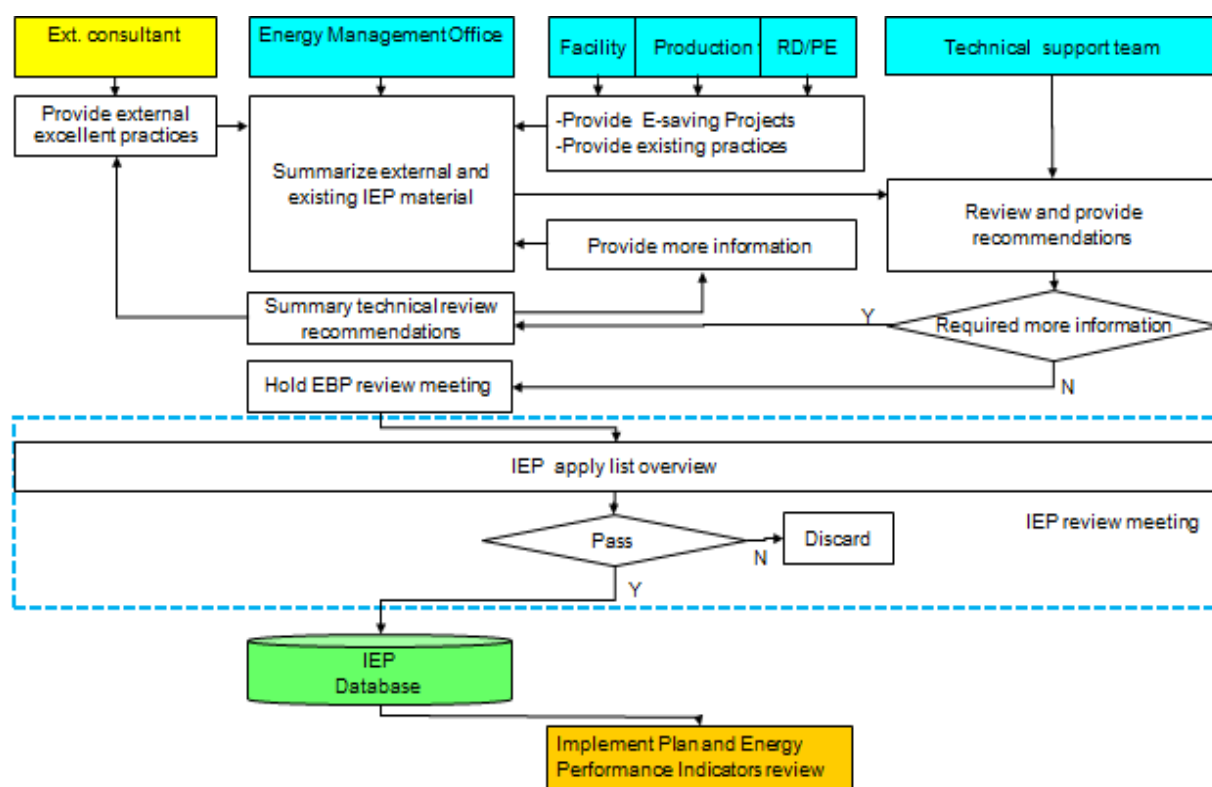 Ext. consultant
Energy Management Office
Facility
Production
RD/PE
Technical support team
Provide external
excellent practices
Summarize external and
existing IEP material
-Provide E-saving Projects
-Provide existing practices
Review and provide
recommendations
Provide more information
Summary technical review
recommendations
Y
Required more information
Hold EBP review meeting
N
IEP apply list overview
IEP review meeting
Pass
N
Discard
Y
IEP
Database
Implement Plan and Energy
Performance Indicators review